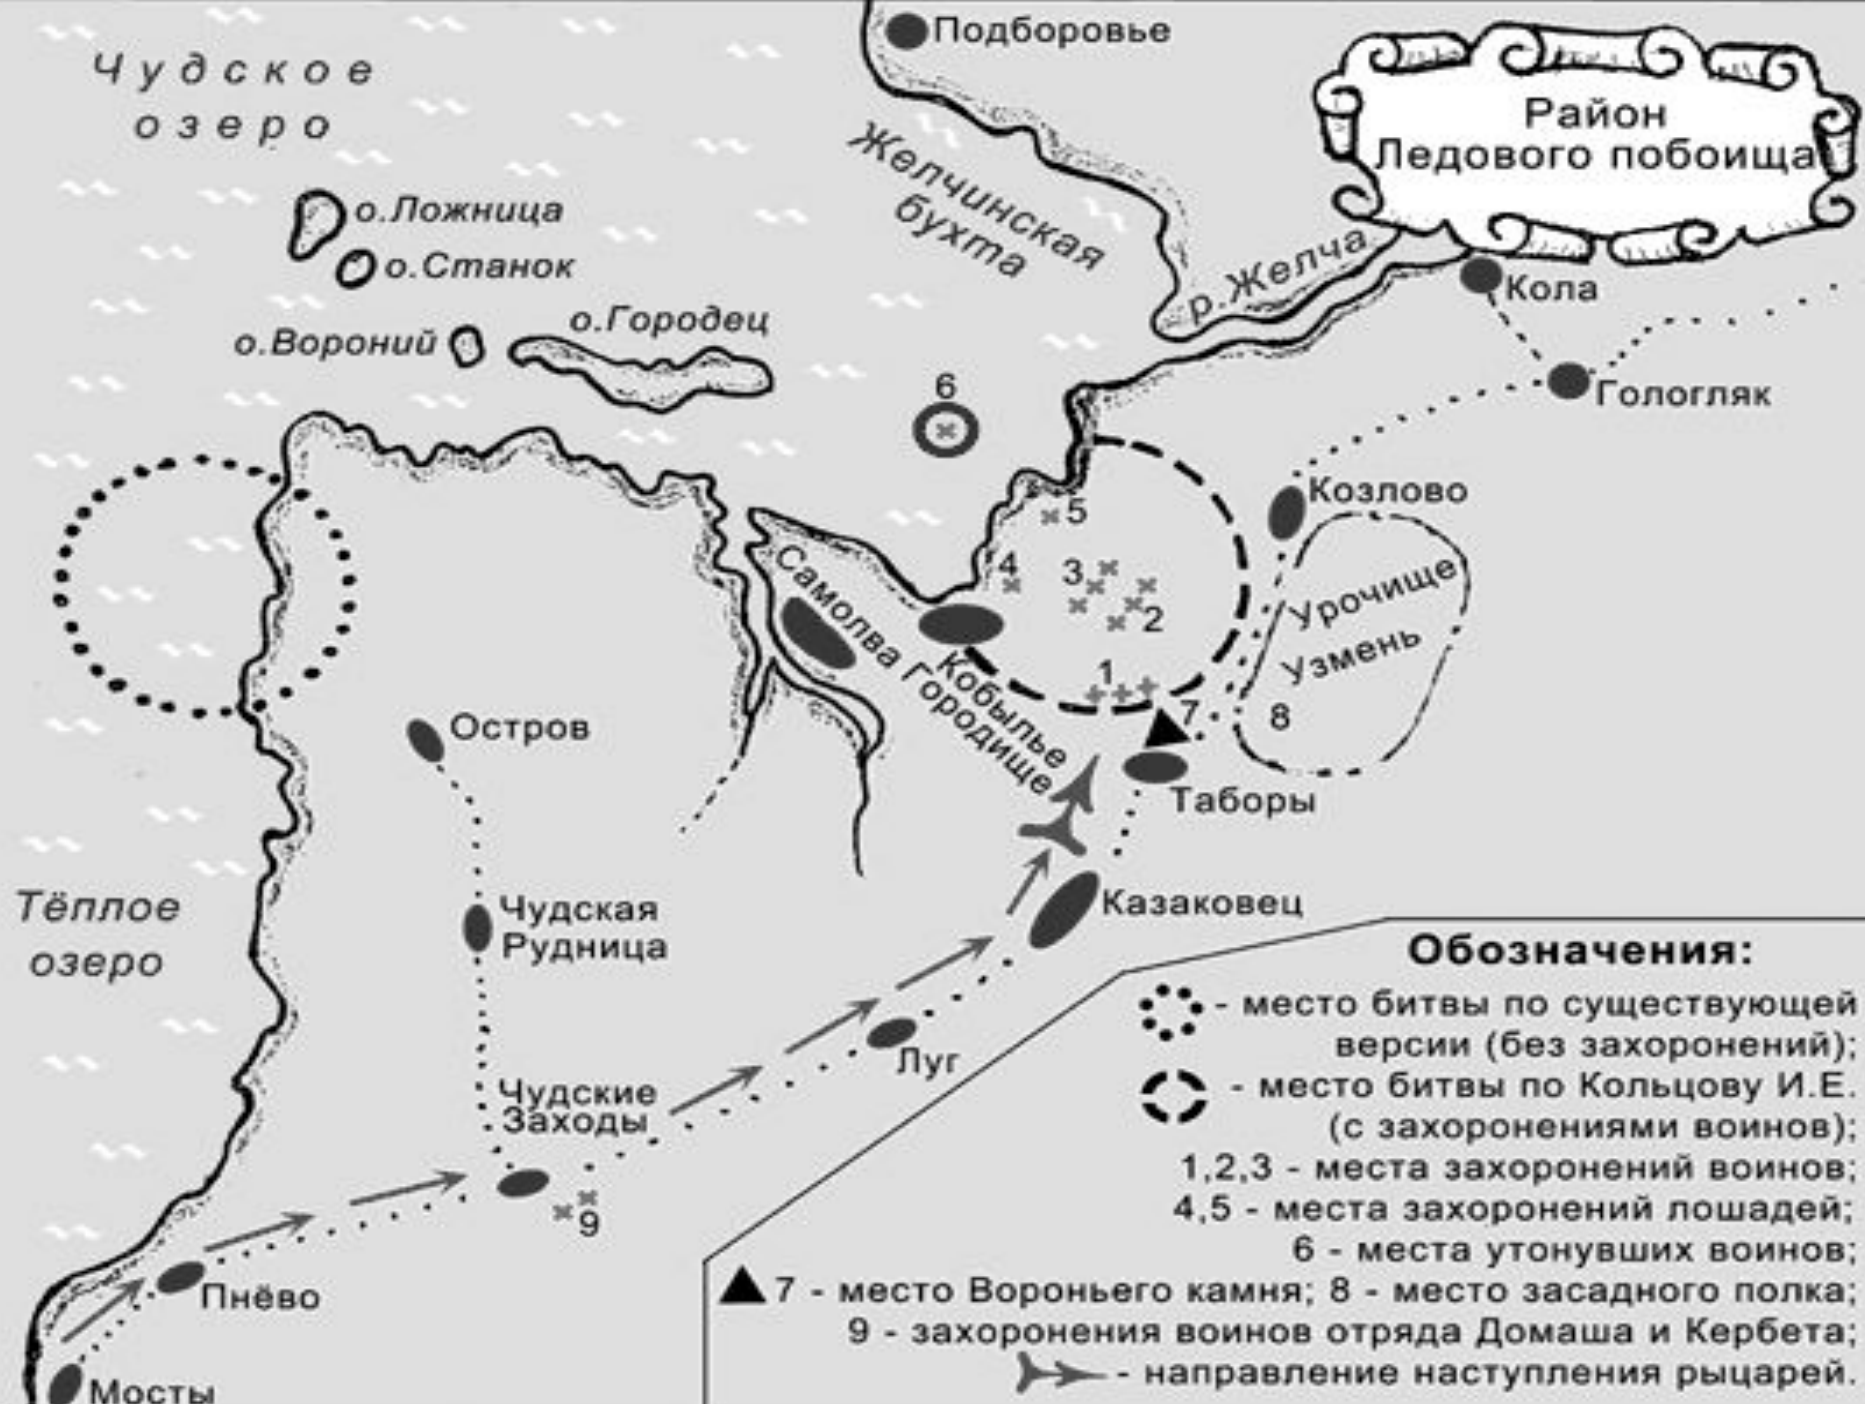 Подборовье
Чудское
озеро
Район
Ледового побоища
Желчинская
бухта
о.Ложница
о.Станок
р.Желча
Кола
о.Городец
о.Вороний
6
Гологляк
Козлово
5
4
3
2
Урочище
Узмень
Самолва
Кобылье
Городище
1
7
8
Остров
Таборы
Тёплое
озеро
Чудская
Рудница
Казаковец
Луг
Чудские
Заходы
9
Пнёво
Мосты
Обозначения:
- место битвы по существующей
версии (без захоронений);
- место битвы по Кольцову И.Е.
(с захоронениями воинов);
1,2,3 - места захоронений воинов;
4,5 - места захоронений лошадей;
6 - места утонувших воинов;
7 - место Вороньего камня; 8 - место засадного полка;
9 - захоронения воинов отряда Домаша и Кербета;
- направление наступления рыцарей.